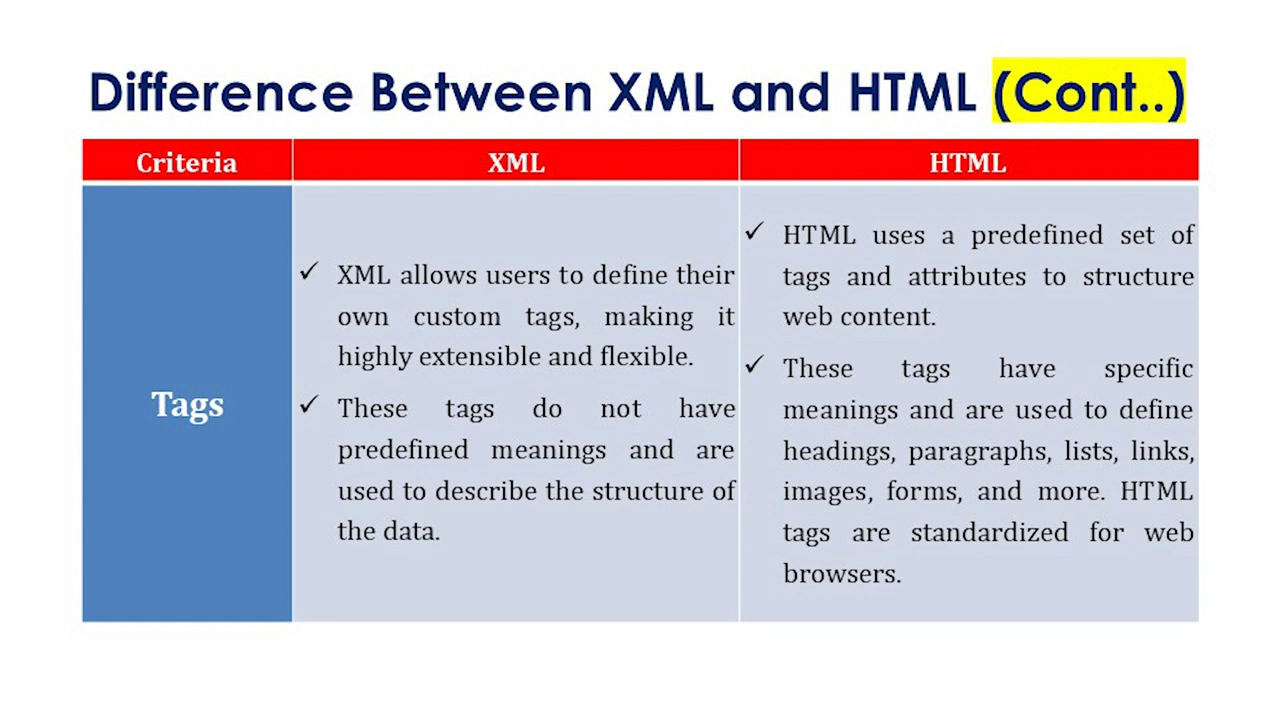 Difference Between XML and HTML (Cont..)
Criteria
XML
HTML
Tags
✓ XML allows users to define their
own custom tags, making it
highly extensible and flexible.
✓ These tags do not have
predefined meanings and are
used to describe the structure of
the data.
✓ HTML uses a predefined set of
tags and attributes to structure
web content.
✓ These tags have specific
meanings and are used to define
headings, paragraphs, lists, links,
images, forms, and more. HTML
tags are standardized for web
browsers.